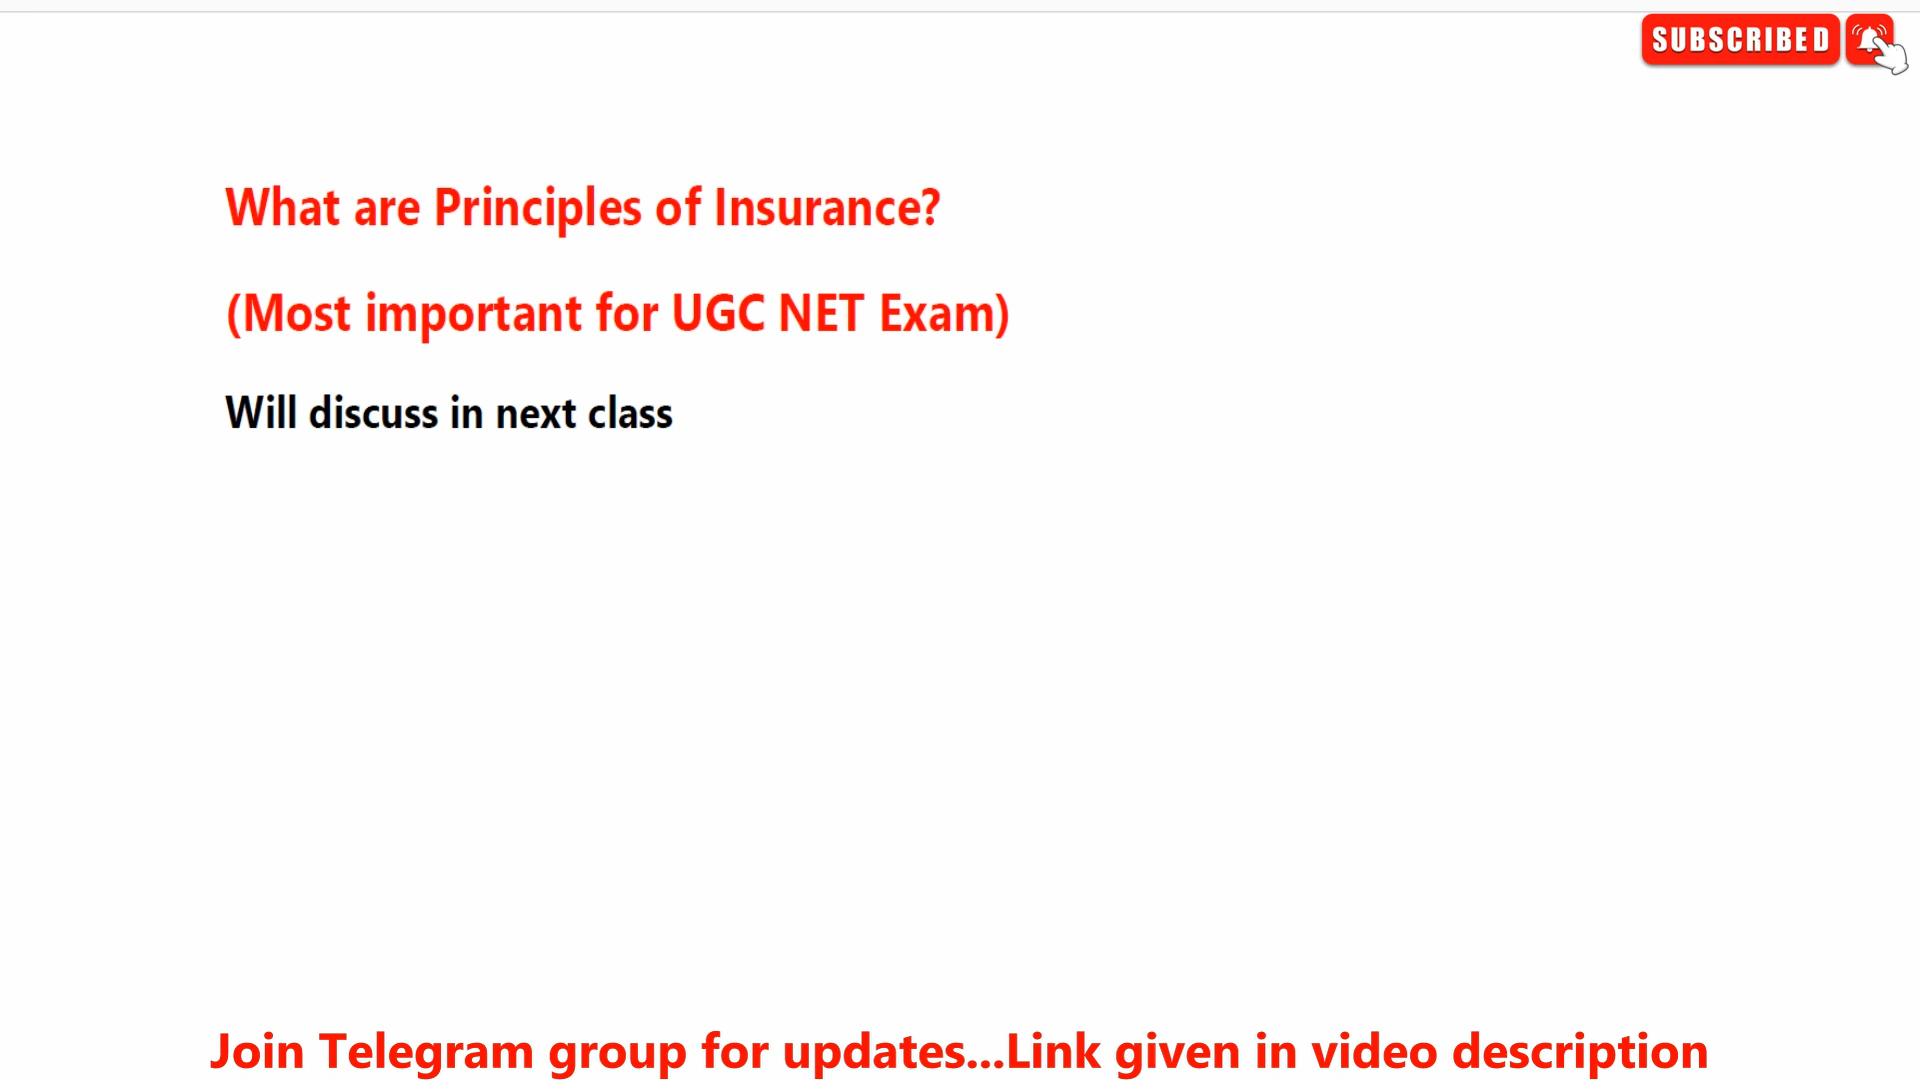 SUBSCRIBED
What are Principles of Insurance?
(Most important for UGC NET Exam)
Will discuss in next class
Join Telegram group for updates...Link given in video description